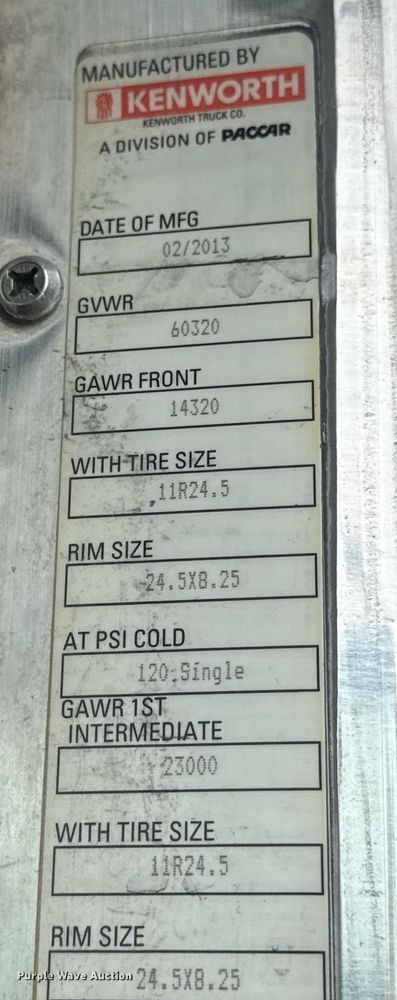 MANUFACTURED BY
KENWORTH
KENWORTH TRUCK CO.
A DIVISION OF PACCAR
DATE OF MFG
02/2013
GVWR
60320
GAWR FRONT
14320
WITH TIRE SIZE
11R24.5
RIM SIZE
24.5X8.25
AT PSI COLD
120;Single
GAWR 1ST
INTERMEDIATE
23000
WITH TIRE SIZE
11R24.5
RIM SIZE
24.5X8.25
Purple Wave Auction